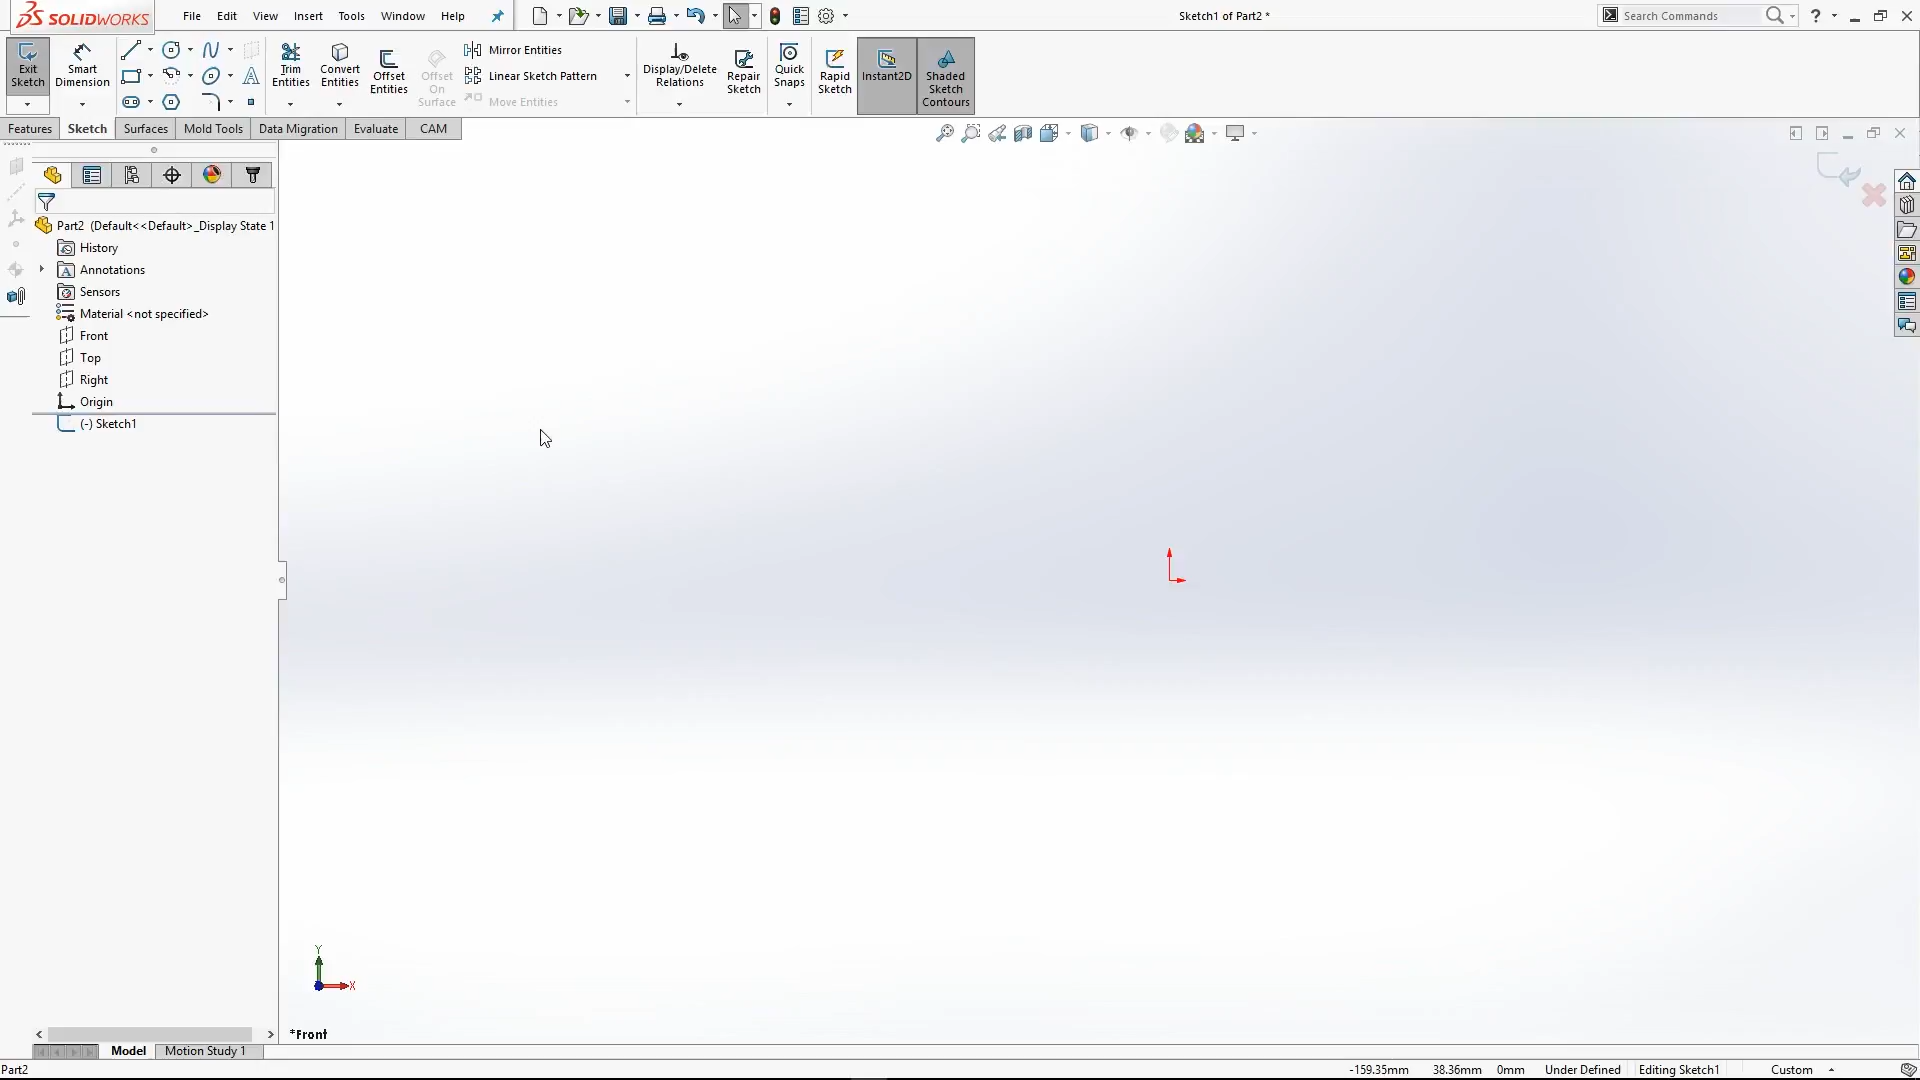 SOLIDWORKS File Edit View Insert Tools Window Help Sketch1 of Part2 * Search Commands ?
Exit Sketch
Smart Dimension
Trim Entities
Convert Entities
Offset Entities
Offset On Surface
Mirror Entities
Linear Sketch Pattern
Move Entities
Display/Delete Relations
Repair Sketch
Quick Snaps
Rapid Sketch
Instant2D
Shaded Sketch Contours
Features Sketch Surfaces Mold Tools Data Migration Evaluate CAM
Part2 (Default<<Default>_Display State 1
History
Annotations
Sensors
Material <not specified>
Front
Top
Right
Origin
(-) Sketch1
Y
X
*Front
Model Motion Study 1
Part2 -159.35mm 38.36mm 0mm Under Defined Editing Sketch1 Custom